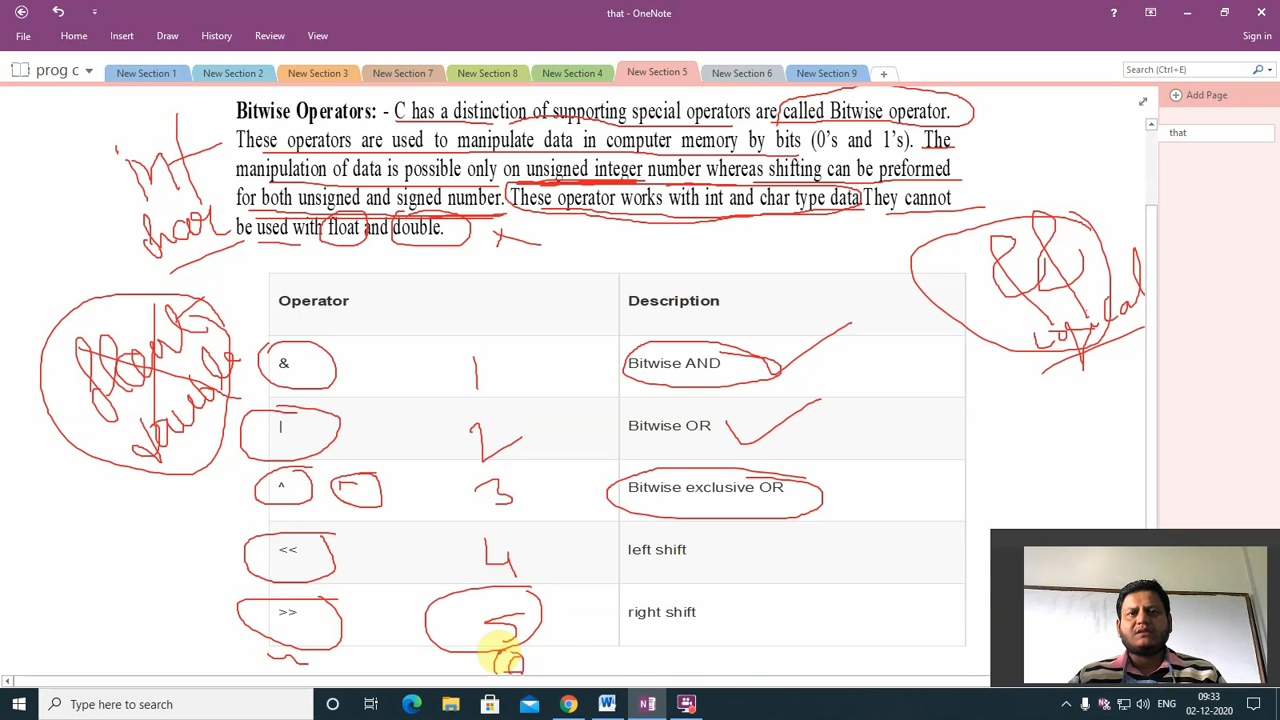 that - OneNote
File Home Insert Draw History Review View Sign in
prog c New Section 1 New Section 2 New Section 3 New Section 7 New Section 8 New Section 4 New Section 5 New Section 6 New Section 9 Search (Ctrl+E)
Add Page
that
Bitwise Operators: - C has a distinction of supporting special operators are called Bitwise operator.
These operators are used to manipulate data in computer memory by bits (0's and 1's). The
manipulation of data is possible only on unsigned integer number whereas shifting can be preformed
for both unsigned and signed number. These operator works with int and char type data. They cannot
be used with float and double.
int
char
&&
Logical
float
double
Operator Description
& 1 Bitwise AND
| 2 Bitwise OR
^ 3 Bitwise exclusive OR
<< 4 left shift
>> 5 right shift
Type here to search
ENG
09:33
02-12-2020